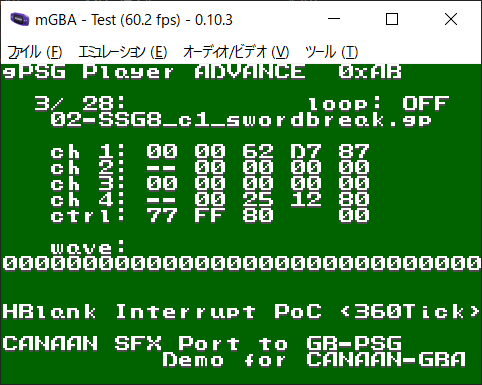 mGBA - Test (60.2 fps) - 0.10.3
ファイル (F) エミュレーション (E) オーディオ/ビデオ (V) ツール (T)
gPSG Player ADVANCE 0xAB
3/ 28: loop: OFF
02-SSG8_c1_swordbreak.gp
ch 1: 00 00 62 D7 87
ch 2: -- 00 00 00 00
ch 3: 00 00 00 00 00
ch 4: -- 00 25 12 80
ctrl: 77 FF 80 00
wave:
00000000000000000000000000000000
HBlank Interrupt PoC <360Tick>
CANAAN SFX Port to GB-PSG
Demo for CANAAN-GBA